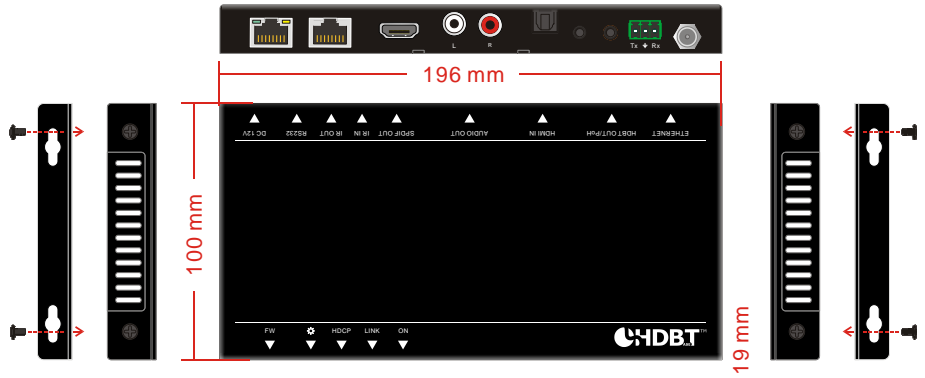 L R Tx Rx
196 mm
DC 12V RS232 IR OUT IR IN SPDIF OUT AUDIO OUT HDMI IN HDBT OUT/PoH ETHERNET
100 mm
19 mm
FW HDCP LINK ON
HDBT™